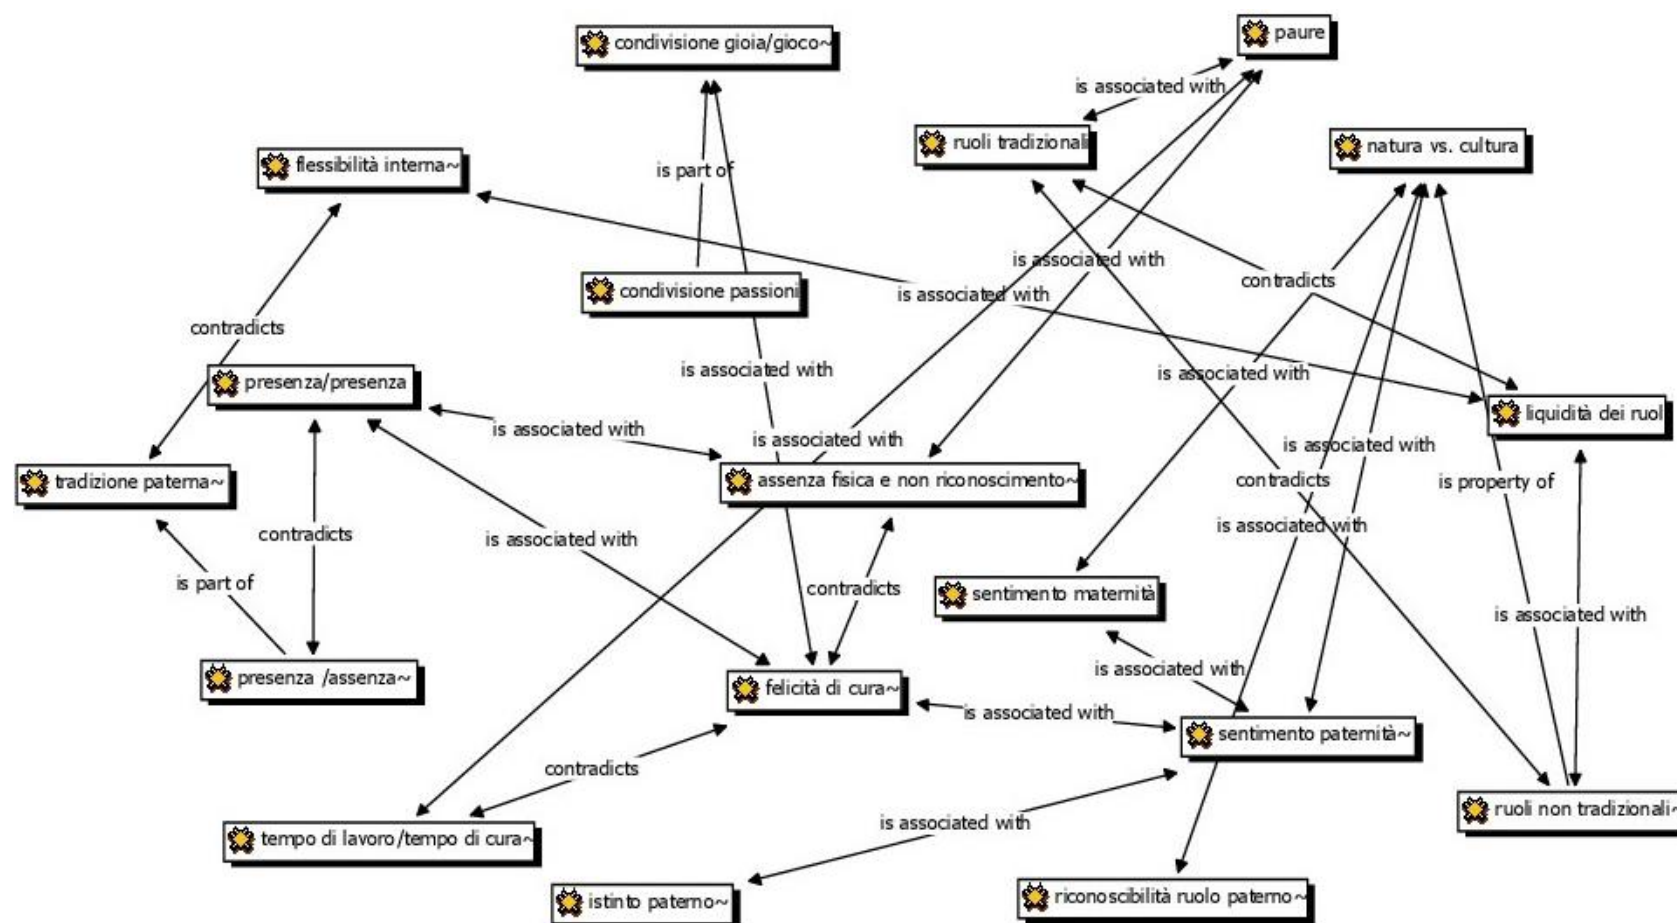 condivisione gioia/gioco~
paure
is associated with
ruoli tradizionali
natura vs. cultura
flessibilità interna~
is part of
is associated with
contradicts
condivisione passioni
is associated with
contradicts
is associated with
is associated with
presenza/presenza
liquidità dei ruol
is associated with
is associated with
is associated with
tradizione paterna~
assenza fisica e non riconoscimento~
contradicts
is property of
contradicts
is associated with
is associated with
is part of
contradicts
sentimento maternità
is associated with
presenza /assenza~
is associated with
felicità di cura~
is associated with
sentimento paternità~
contradicts
ruoli non tradizionali~
is associated with
tempo di lavoro/tempo di cura~
istinto paterno~
riconoscibilità ruolo paterno~